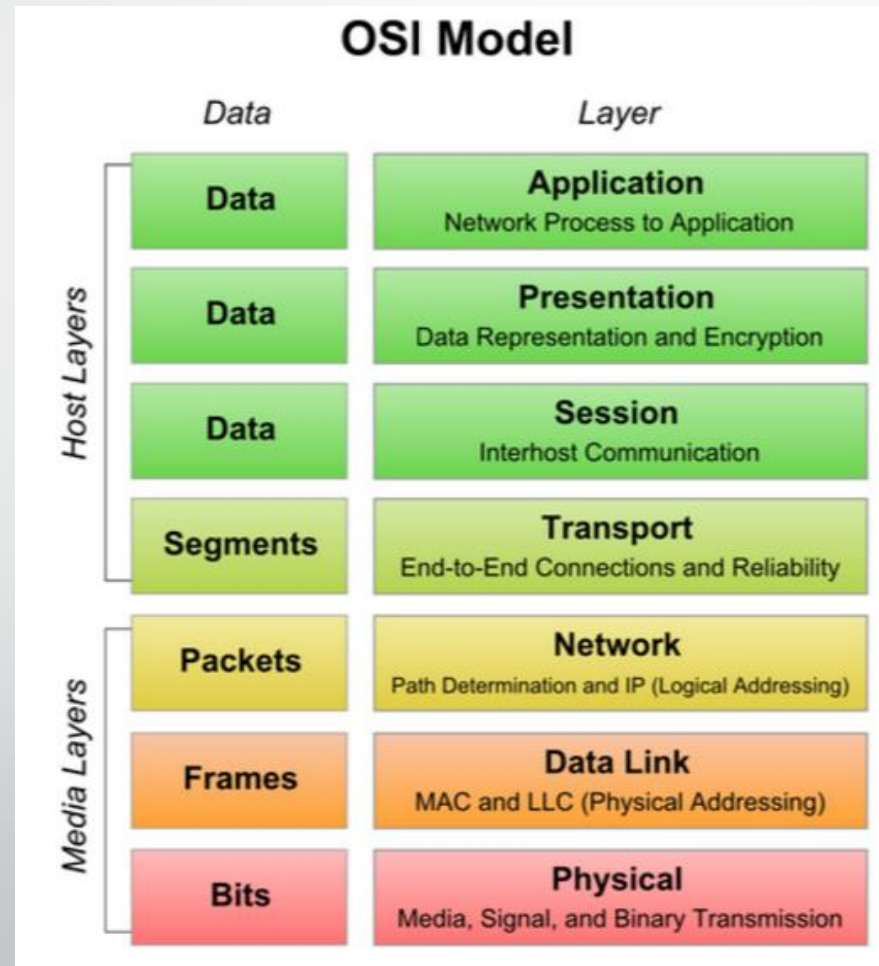 OSI Model
Data Layer
Host Layers
Data
Application
Network Process to Application
Data
Presentation
Data Representation and Encryption
Data
Session
Interhost Communication
Segments
Transport
End-to-End Connections and Reliability
Media Layers
Packets
Network
Path Determination and IP (Logical Addressing)
Frames
Data Link
MAC and LLC (Physical Addressing)
Bits
Physical
Media, Signal, and Binary Transmission